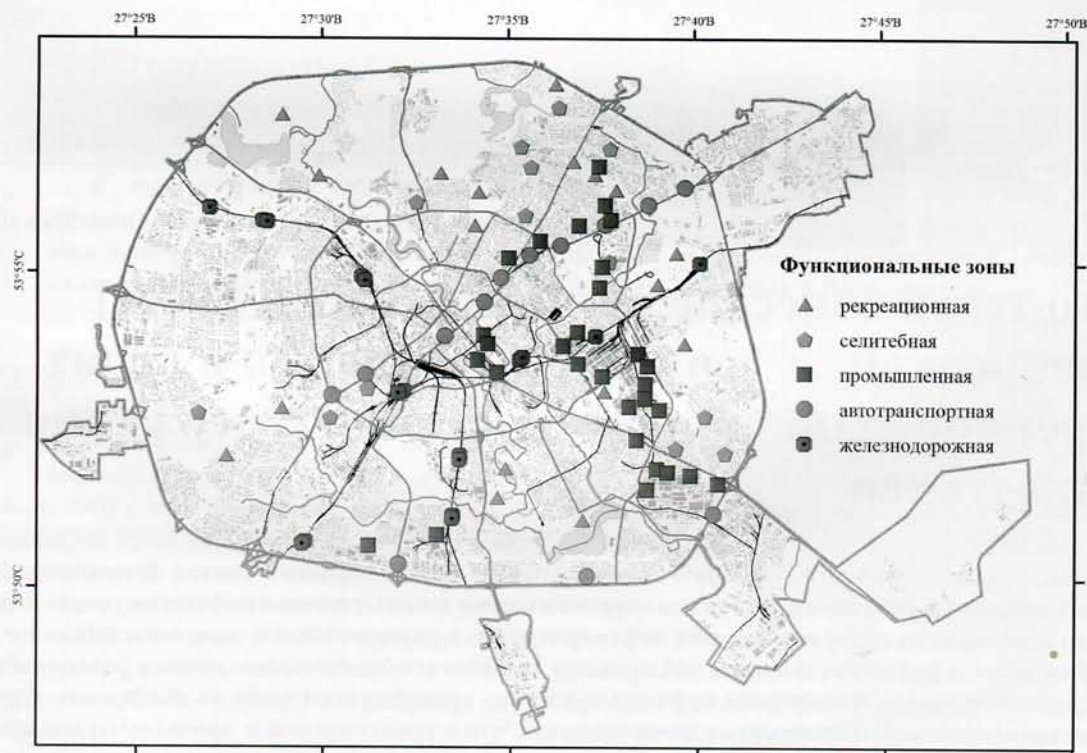 27°25'В 27°30'В 27°35'В 27°40'В 27°45'В 27°50'В
53°55'С
Функциональные зоны
рекреационная
селитебная
промышленная
автотранспортная
железнодорожная
53°50'С